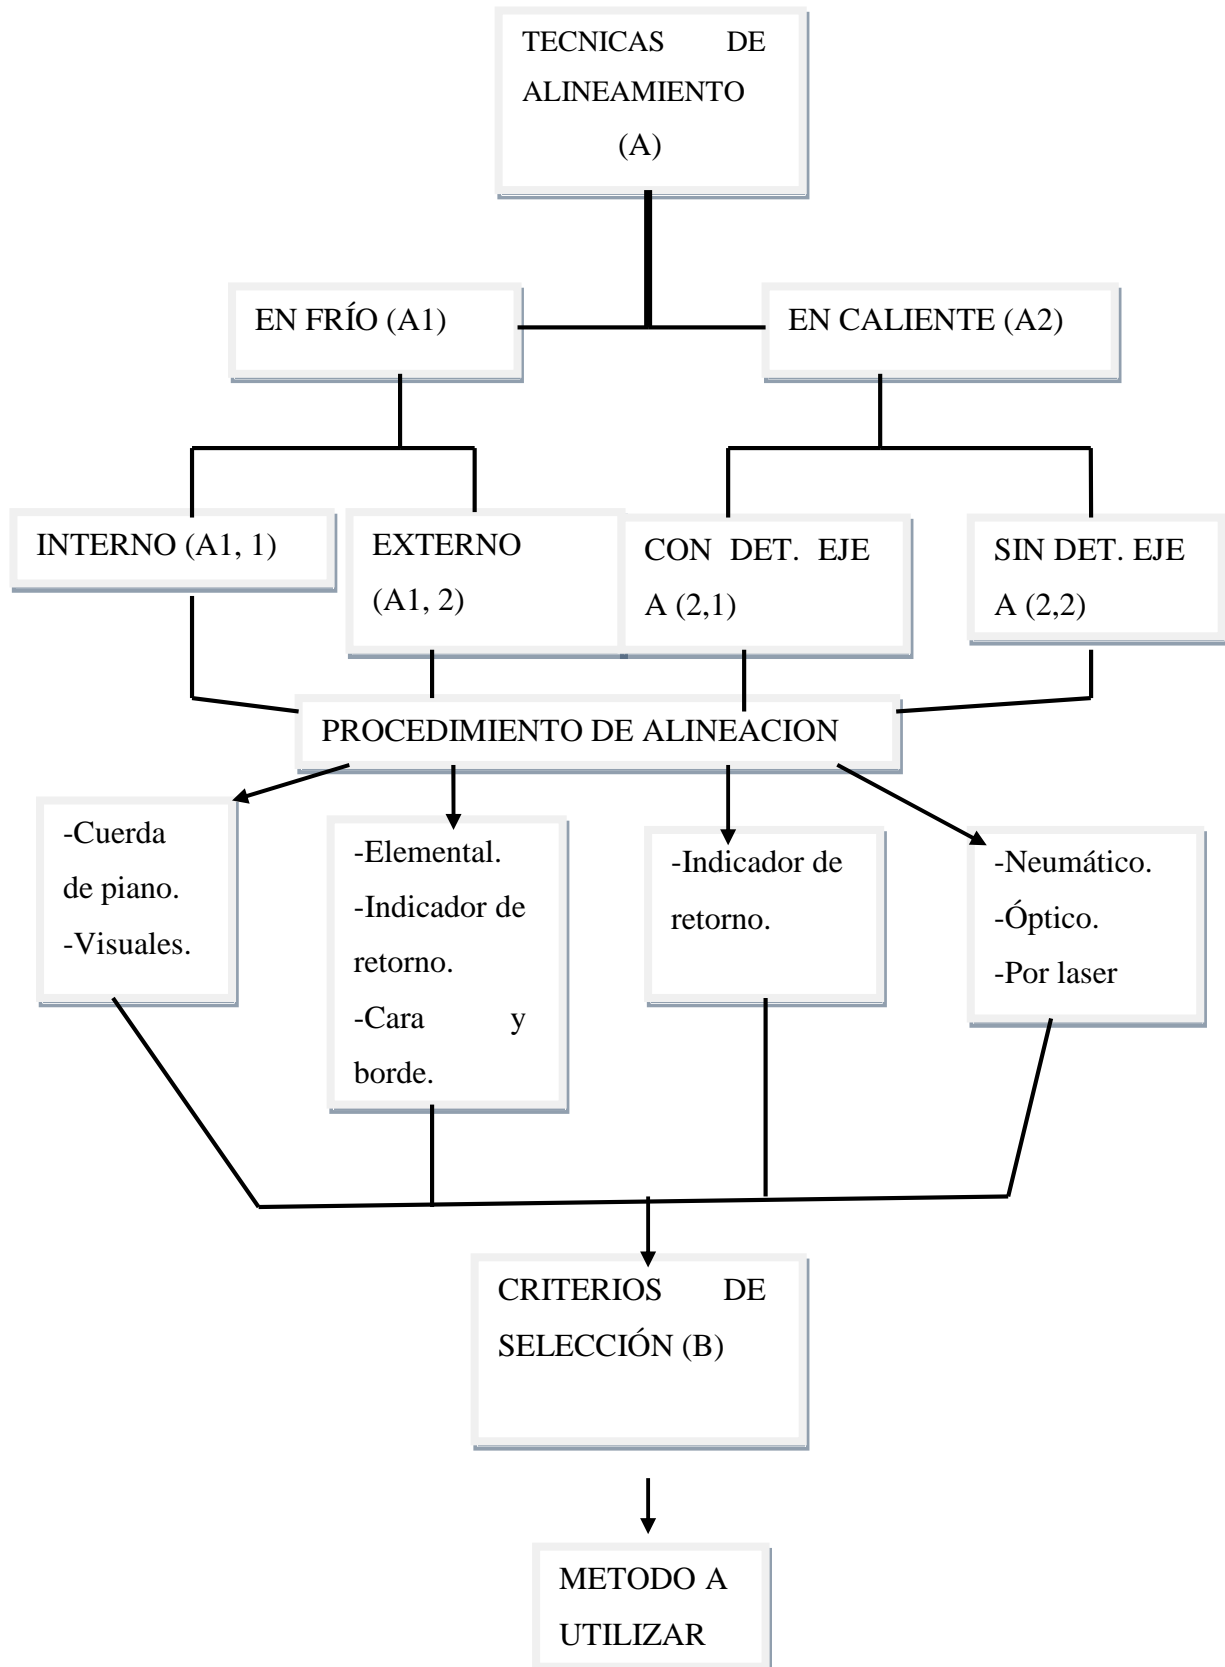 TECNICAS DE
ALINEAMIENTO
(A)
EN FRÍO (A1)
EN CALIENTE (A2)
INTERNO (A1, 1)
EXTERNO
(A1, 2)
CON DET. EJE
A (2,1)
SIN DET. EJE
A (2,2)
PROCEDIMIENTO DE ALINEACION
-Cuerda
de piano.
-Visuales.
-Elemental.
-Indicador de
retorno.
-Cara y
borde.
-Indicador de
retorno.
-Neumático.
-Óptico.
-Por laser
CRITERIOS DE
SELECCIÓN (B)
METODO A
UTILIZAR